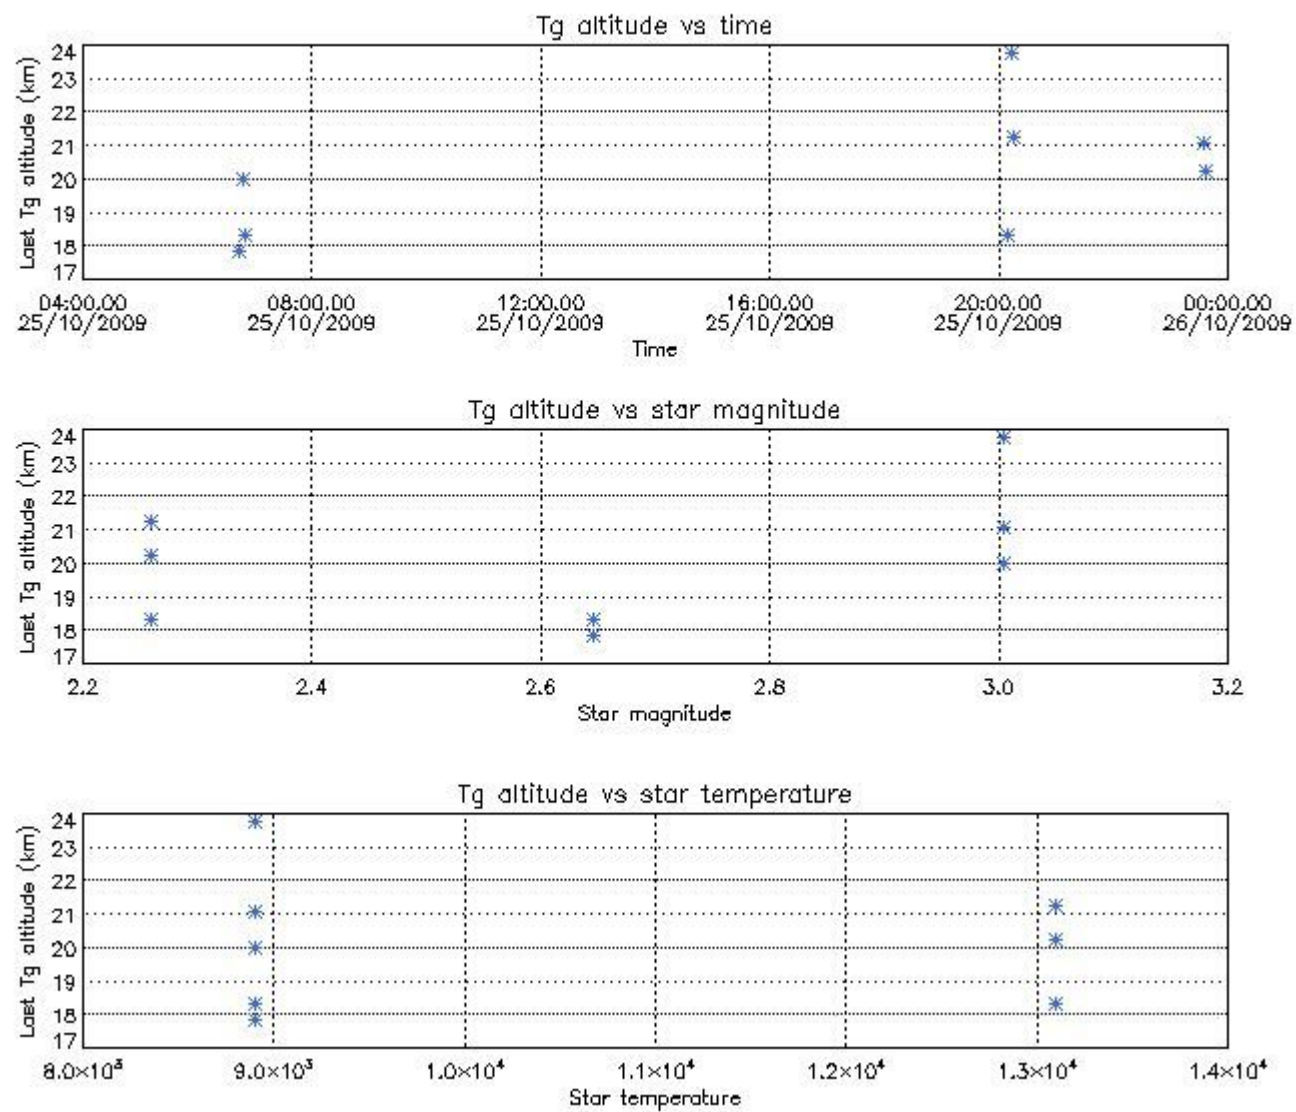 Tg altitude vs time
Last Tg altitude (km)
24
23
22
21
20
19
18
17
04:00.00 08:00.00 12:00.00 16:00.00 20:00.00 00:00.00
25/10/2009 25/10/2009 25/10/2009 25/10/2009 25/10/2009 26/10/2009
Time
Tg altitude vs star magnitude
Last Tg altitude (km)
24
23
22
21
20
19
18
17
2.2 2.4 2.6 2.8 3.0 3.2
Star magnitude
Tg altitude vs star temperature
Last Tg altitude (km)
24
23
22
21
20
19
18
17
8.0×10³ 9.0×10³ 1.0×10⁴ 1.1×10⁴ 1.2×10⁴ 1.3×10⁴ 1.4×10⁴
Star temperature